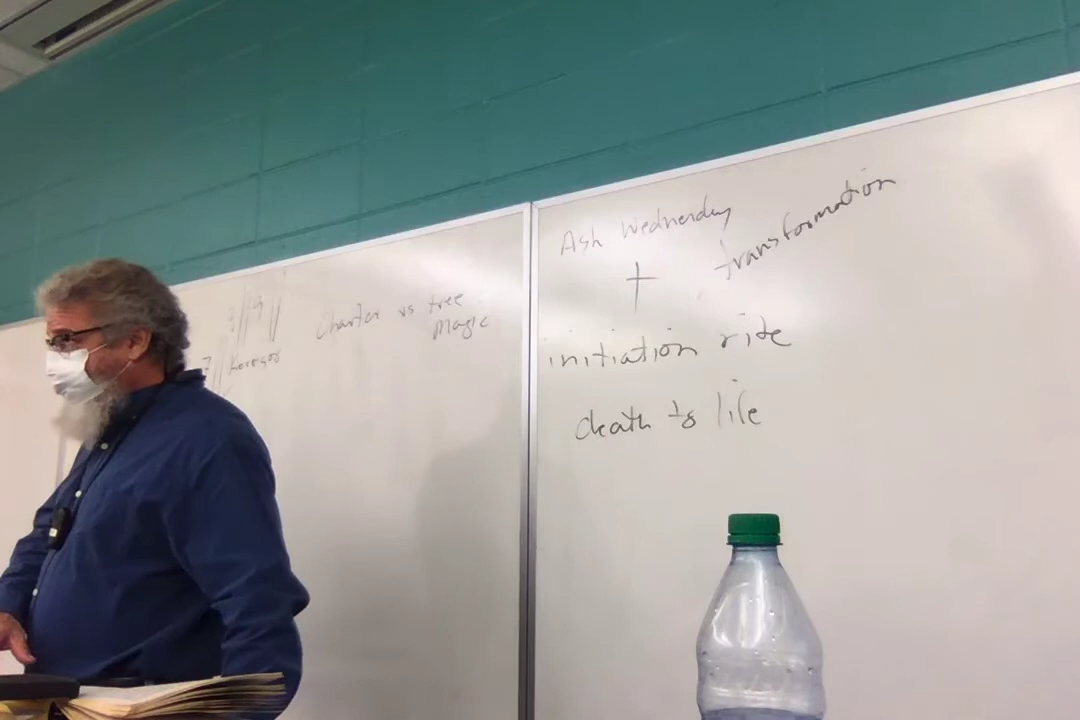 Charter vs free
Magic
Ash Wednesday
transformation
initiation rite
death to life